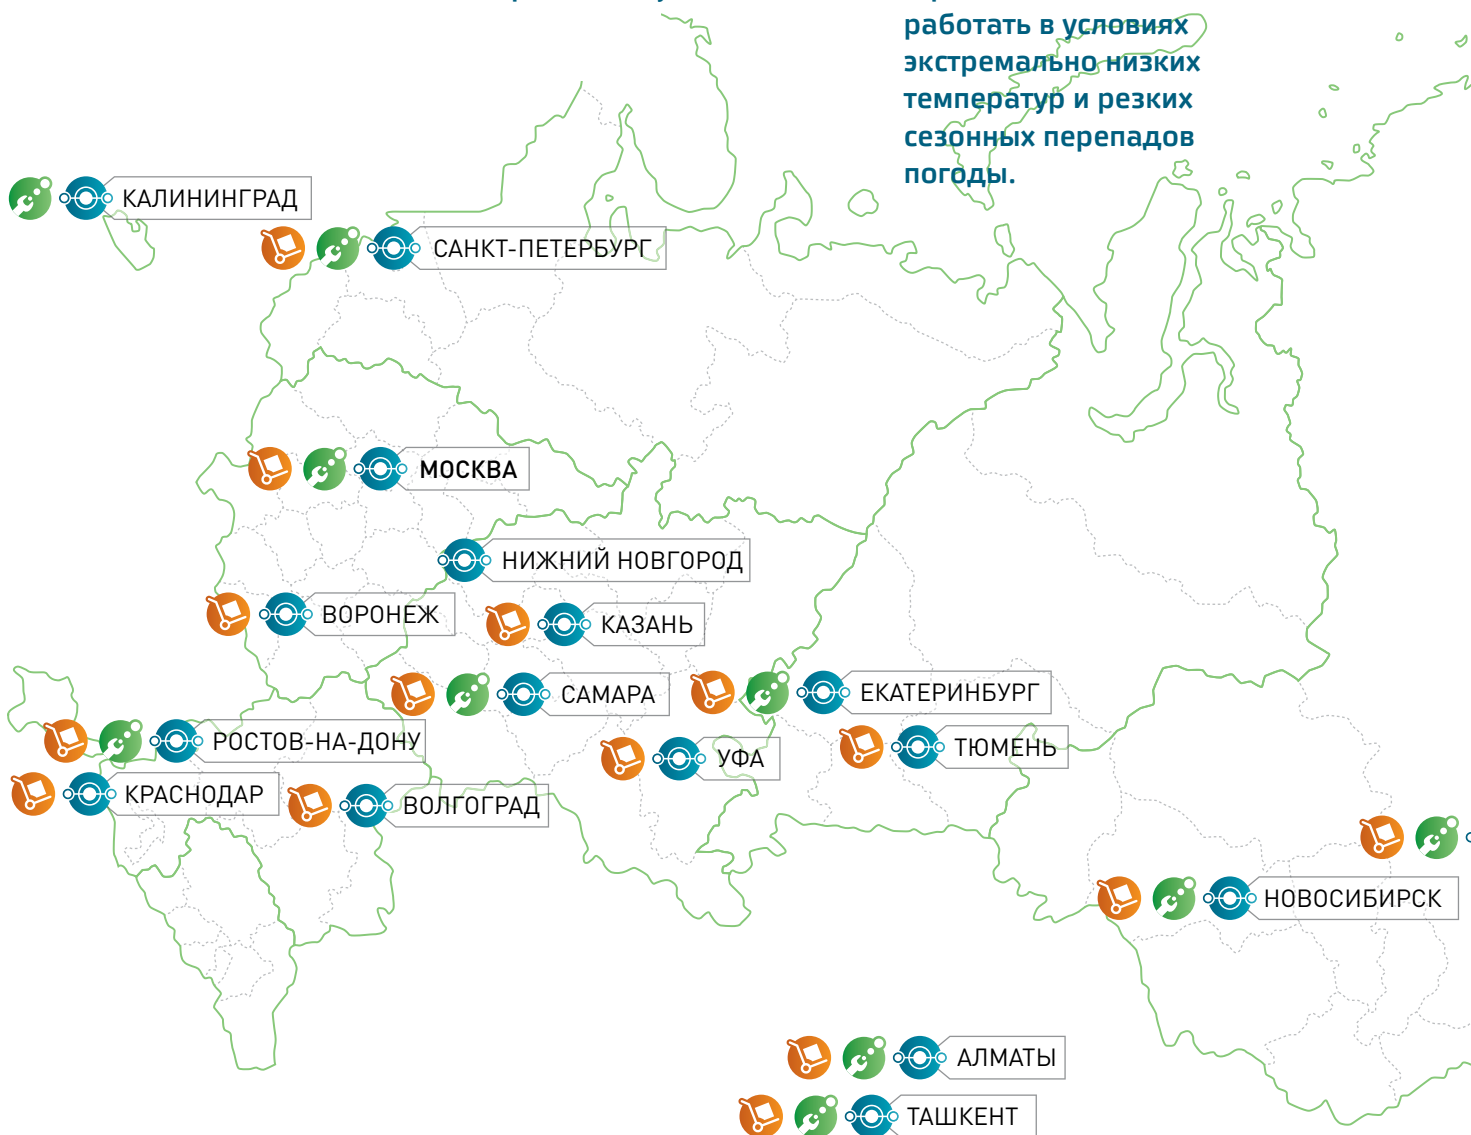 работать в условиях
экстремально низких
температур и резких
сезонных перепадов
погоды.
КАЛИНИНГРАД
САНКТ-ПЕТЕРБУРГ
МОСКВА
НИЖНИЙ НОВГОРОД
ВОРОНЕЖ
КАЗАНЬ
САМАРА
ЕКАТЕРИНБУРГ
РОСТОВ-НА-ДОНУ
УФА
ТЮМЕНЬ
КРАСНОДАР
ВОЛГОГРАД
НОВОСИБИРСК
АЛМАТЫ
ТАШКЕНТ